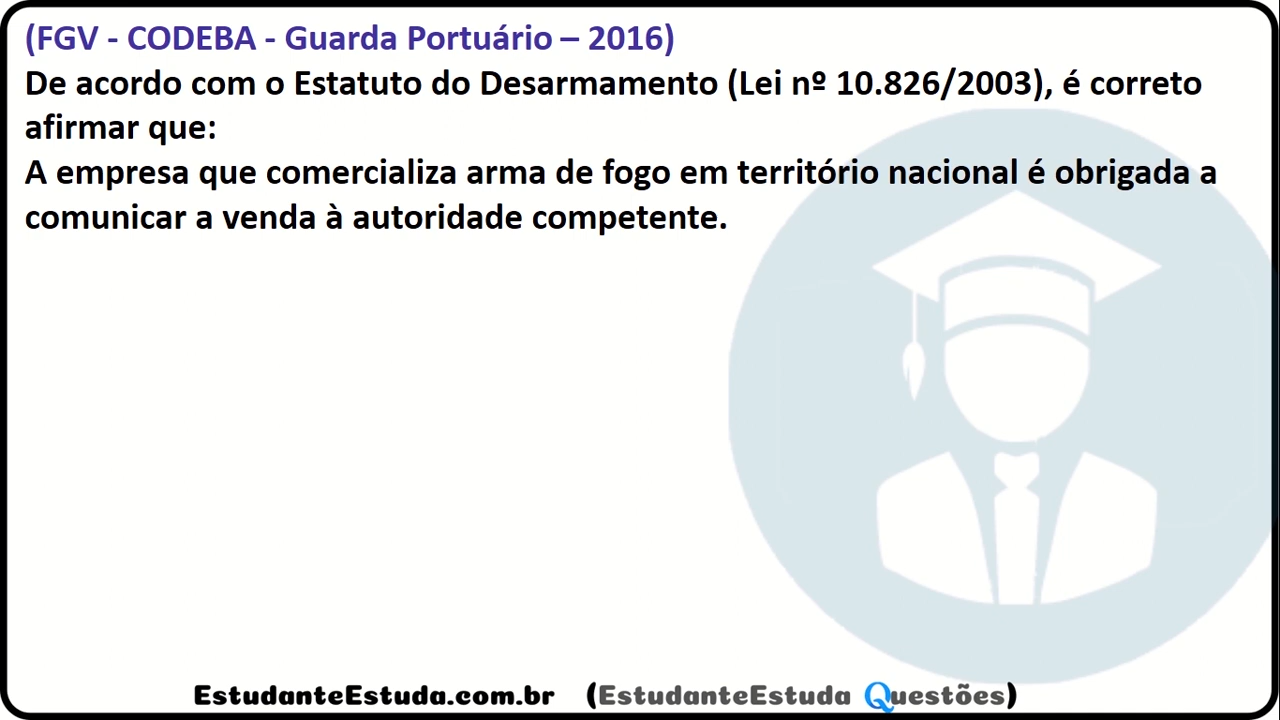 (FGV - CODEBA - Guarda Portuário – 2016)
De acordo com o Estatuto do Desarmamento (Lei nº 10.826/2003), é correto
afirmar que:
A empresa que comercializa arma de fogo em território nacional é obrigada a
comunicar a venda à autoridade competente.
EstudanteEstuda.com.br (EstudanteEstuda Questões)